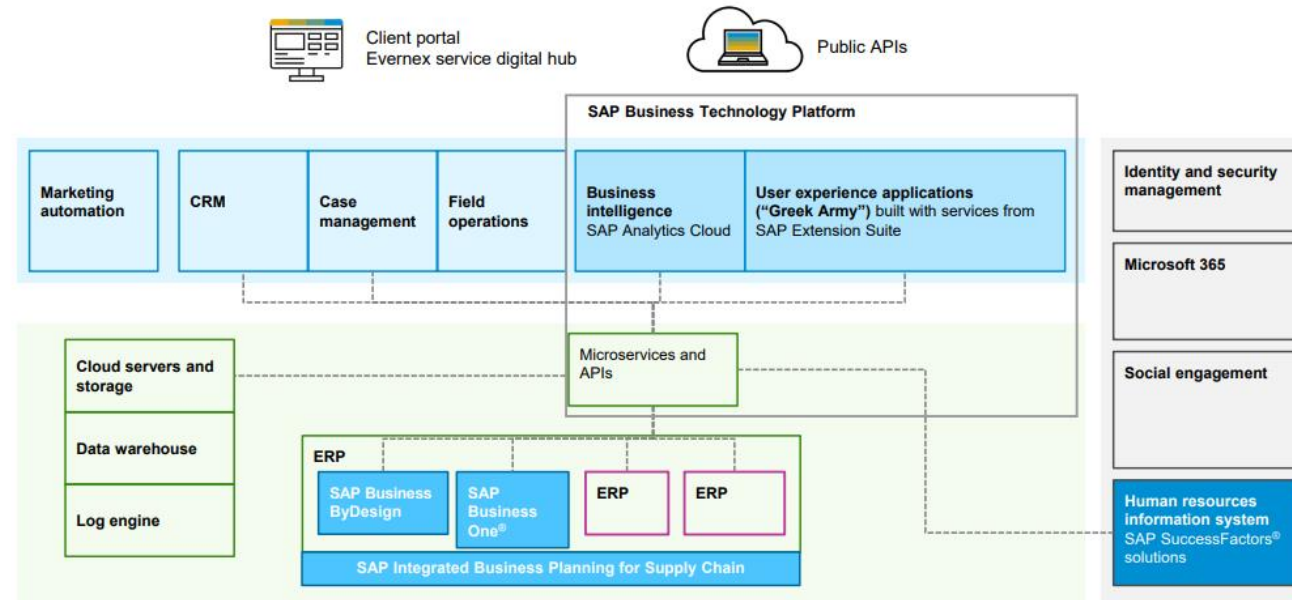 Client portal
Evernex service digital hub
Public APIs
SAP Business Technology Platform
Marketing
automation
CRM
Case
management
Field
operations
Business
intelligence
SAP Analytics Cloud
User experience applications
(“Greek Army”) built with services from
SAP Extension Suite
Identity and security
management
Microsoft 365
Social engagement
Human resources
information system
SAP SuccessFactors®
solutions
Microservices and
APIs
Cloud servers and
storage
Data warehouse
Log engine
ERP
SAP Business
ByDesign
SAP
Business
One®
ERP
ERP
SAP Integrated Business Planning for Supply Chain